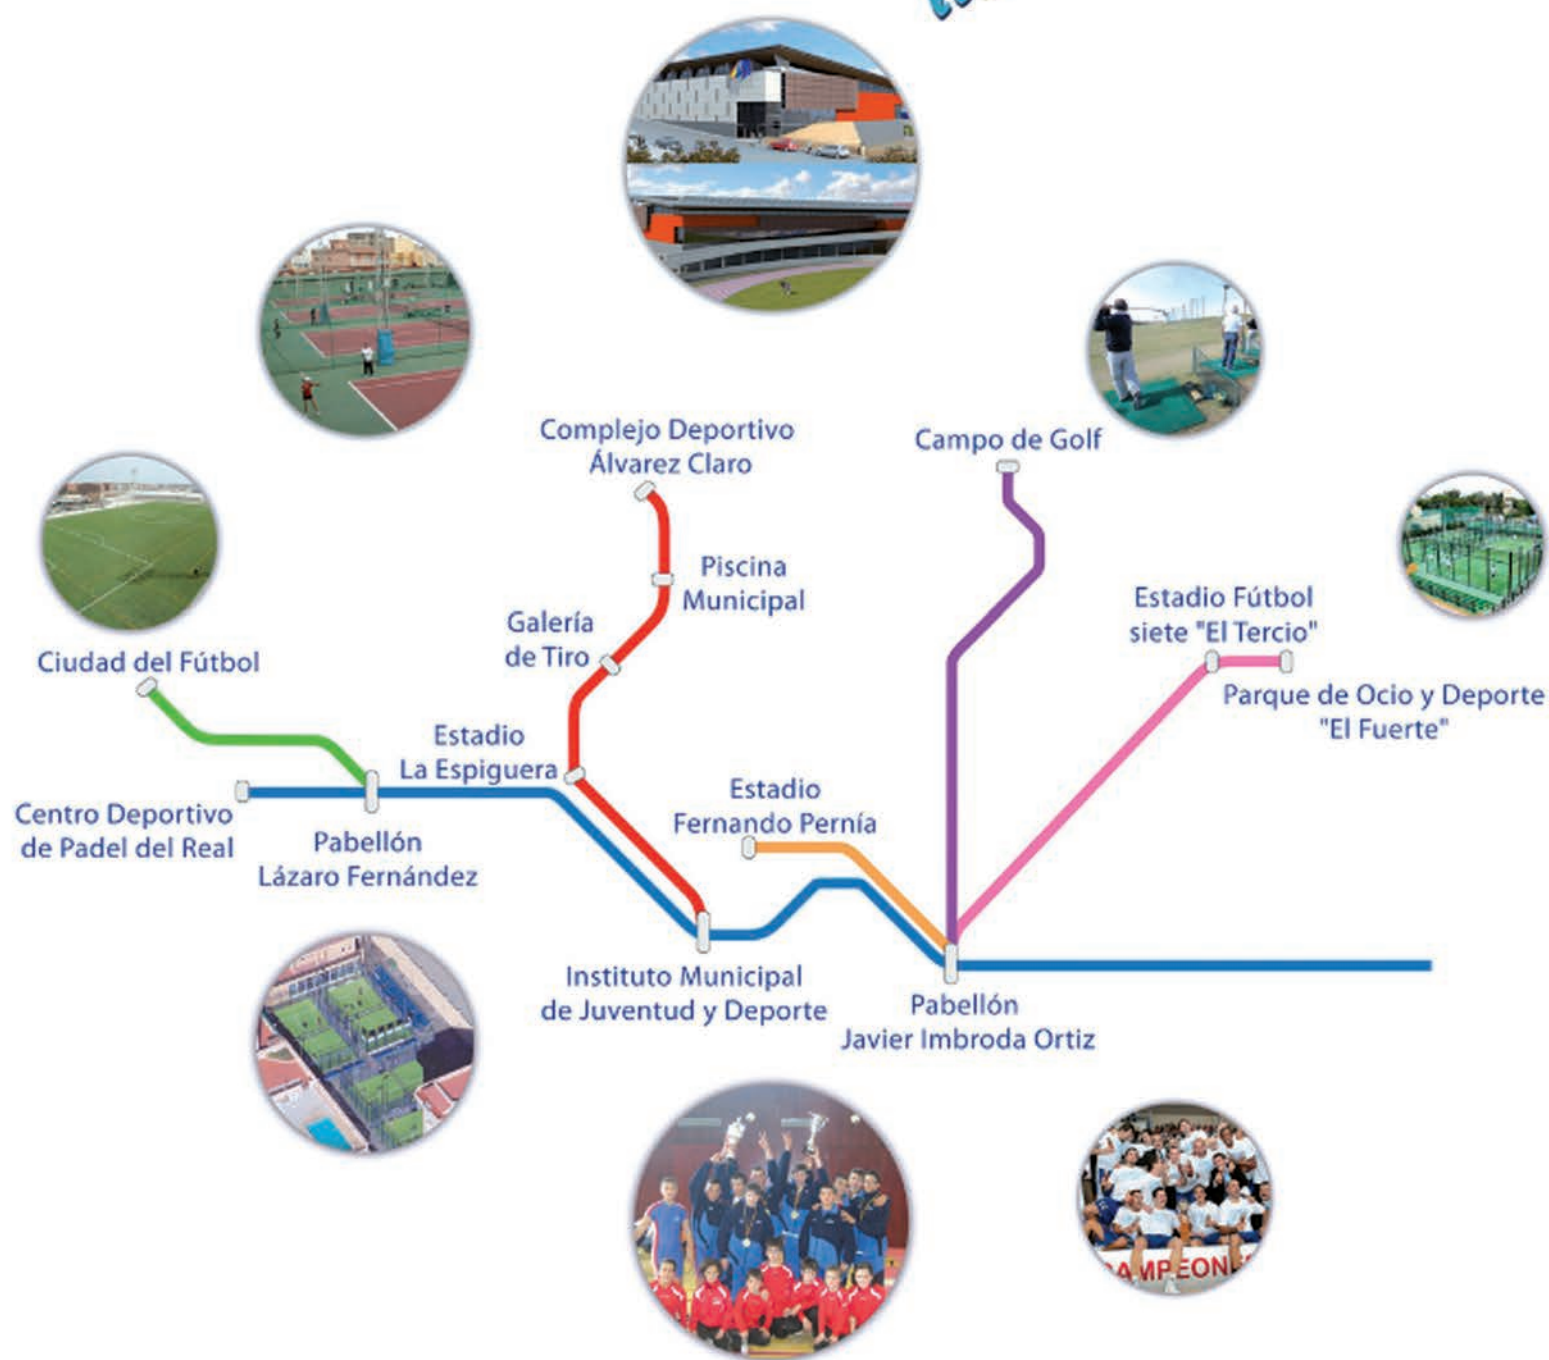 Complejo Deportivo
Álvarez Claro
Campo de Golf
Piscina
Municipal
Estadio Fútbol
siete "El Tercio"
Galería
de Tiro
Ciudad del Fútbol
Parque de Ocio y Deporte
"El Fuerte"
Estadio
La Espiguera
Estadio
Fernando Pernía
Centro Deportivo
de Padel del Real
Pabellón
Lázaro Fernández
Instituto Municipal
de Juventud y Deporte
Pabellón
Javier Imbroda Ortiz